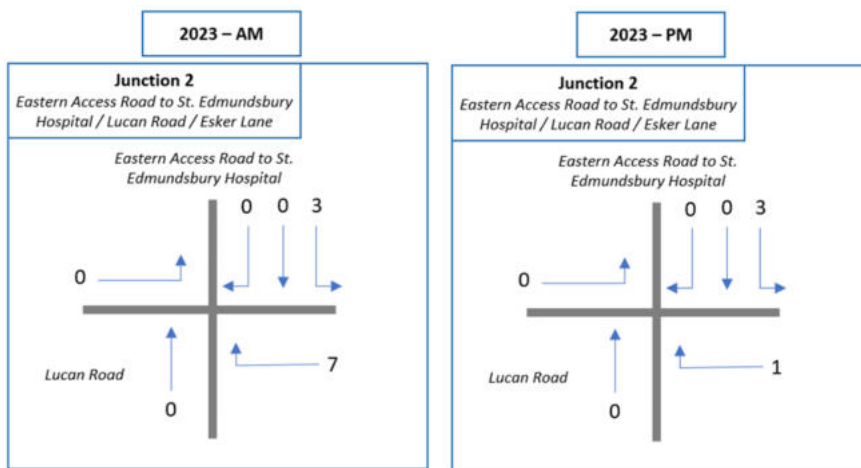 2023 – AM
Junction 2
Eastern Access Road to St. Edmundsbury
Hospital / Lucan Road / Esker Lane
Eastern Access Road to St.
Edmundsbury Hospital
0 0 3
0
Lucan Road
7
0
2023 – PM
Junction 2
Eastern Access Road to St. Edmundsbury
Hospital / Lucan Road / Esker Lane
Eastern Access Road to St.
Edmundsbury Hospital
0 0 3
0
Lucan Road
1
0